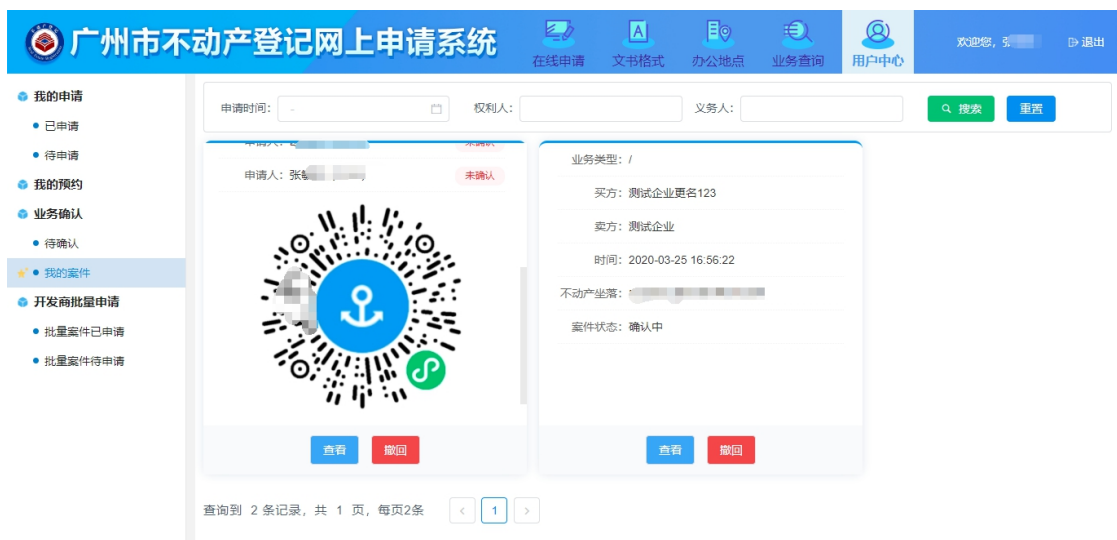 广州市不动产登记网上申请系统
在线申请 文书格式 办公地点 业务查询 用户中心
欢迎您，张 退出
我的申请
已申请
待申请
我的预约
业务确认
待确认
我的案件
开发商批量申请
批量案件已申请
批量案件待申请
申请时间： - 权利人： 义务人： 搜索 重置
申请人： 未确认
申请人：张 未确认
查看 撤回
业务类型：/
买方：测试企业更名123
卖方：测试企业
时间：2020-03-25 16:56:22
不动产坐落：
案件状态：确认中
查看 撤回
查询到 2 条记录，共 1 页，每页2条 < 1 >